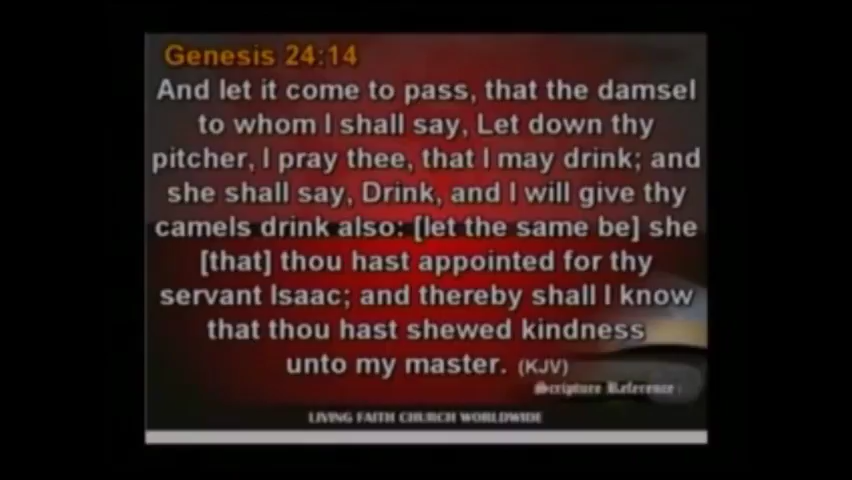 Genesis 24:14
And let it come to pass, that the damsel
to whom I shall say, Let down thy
pitcher, I pray thee, that I may drink; and
she shall say, Drink, and I will give thy
camels drink also: [let the same be] she
[that] thou hast appointed for thy
servant Isaac; and thereby shall I know
that thou hast shewed kindness
unto my master. (KJV)
Scripture Reference
LIVING FAITH CHURCH WORLDWIDE